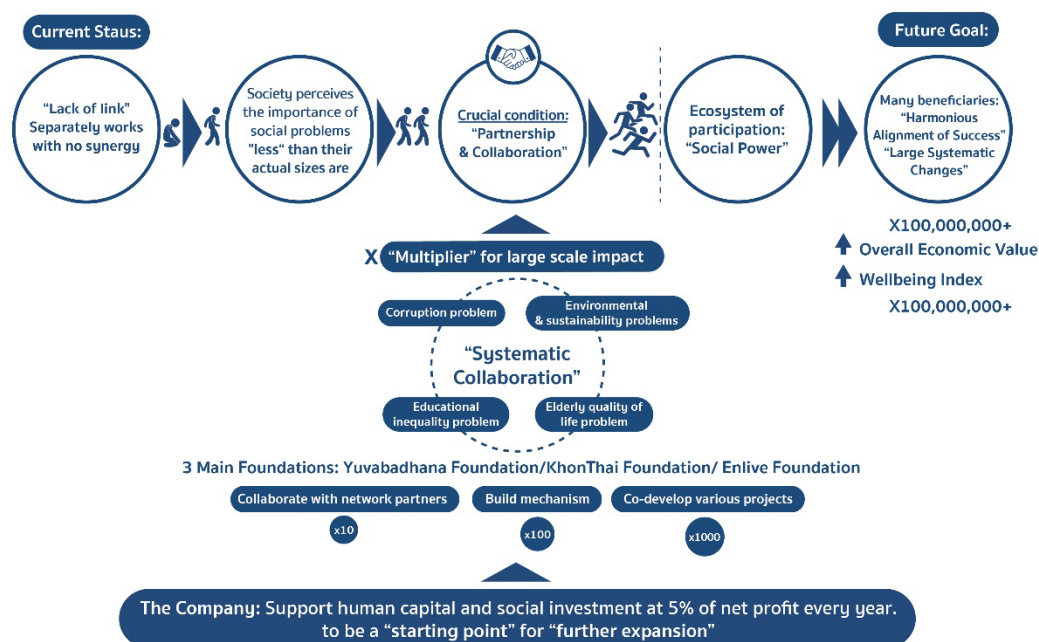 Current Staus:
Future Goal:
“Lack of link”
Separately works
with no synergy
Society perceives
the importance of
social problems
"less" than their
actual sizes are
Crucial condition:
“Partnership
& Collaboration”
Ecosystem of
participation:
“Social Power”
Many beneficiaries:
“Harmonious
Alignment of Success”
“Large Systematic
Changes”
X100,000,000+
Overall Economic Value
Wellbeing Index
X100,000,000+
X “Multiplier” for large scale impact
Corruption problem
Environmental
& sustainability problems
“Systematic
Collaboration”
Educational
inequality problem
Elderly quality of
life problem
3 Main Foundations: Yuvabadhana Foundation/KhonThai Foundation/ Enlive Foundation
Collaborate with network partners
Build mechanism
Co-develop various projects
x10
x100
x1000
The Company: Support human capital and social investment at 5% of net profit every year.
to be a “starting point” for “further expansion”